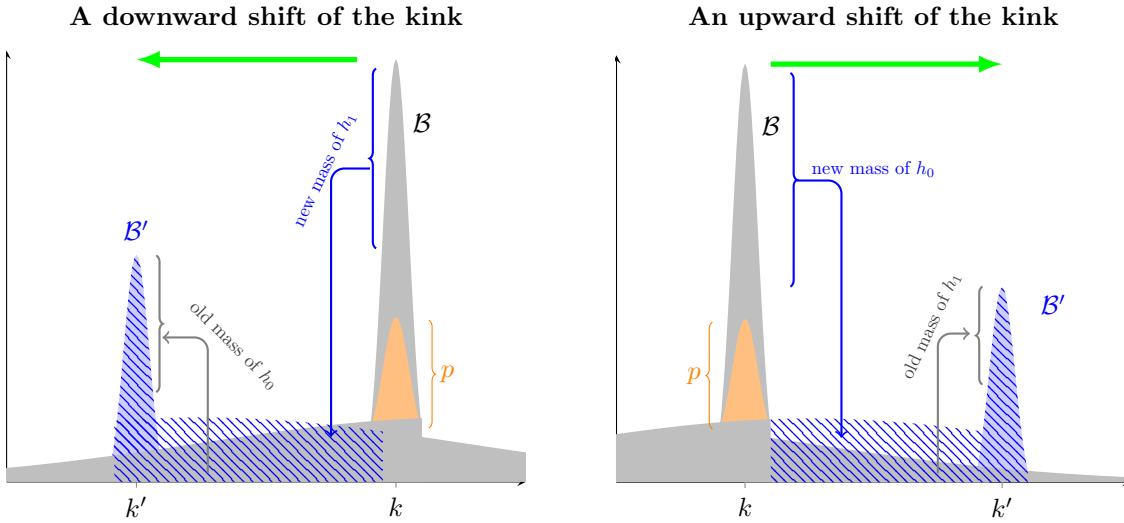 A downward shift of the kink
new mass of h₁
ℬ
ℬ′
old mass of h₀
p
k′
k
An upward shift of the kink
ℬ
new mass of h₀
old mass of h₁
ℬ′
p
k
k′